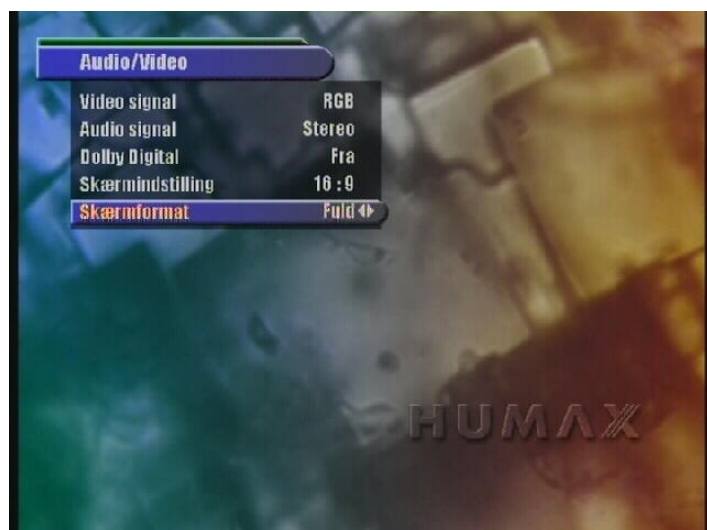 Audio/Video
Video signal RGB
Audio signal Stereo
Dolby Digital Fra
Skærmindstilling 16:9
Skærmformat Fuld
HUMAX